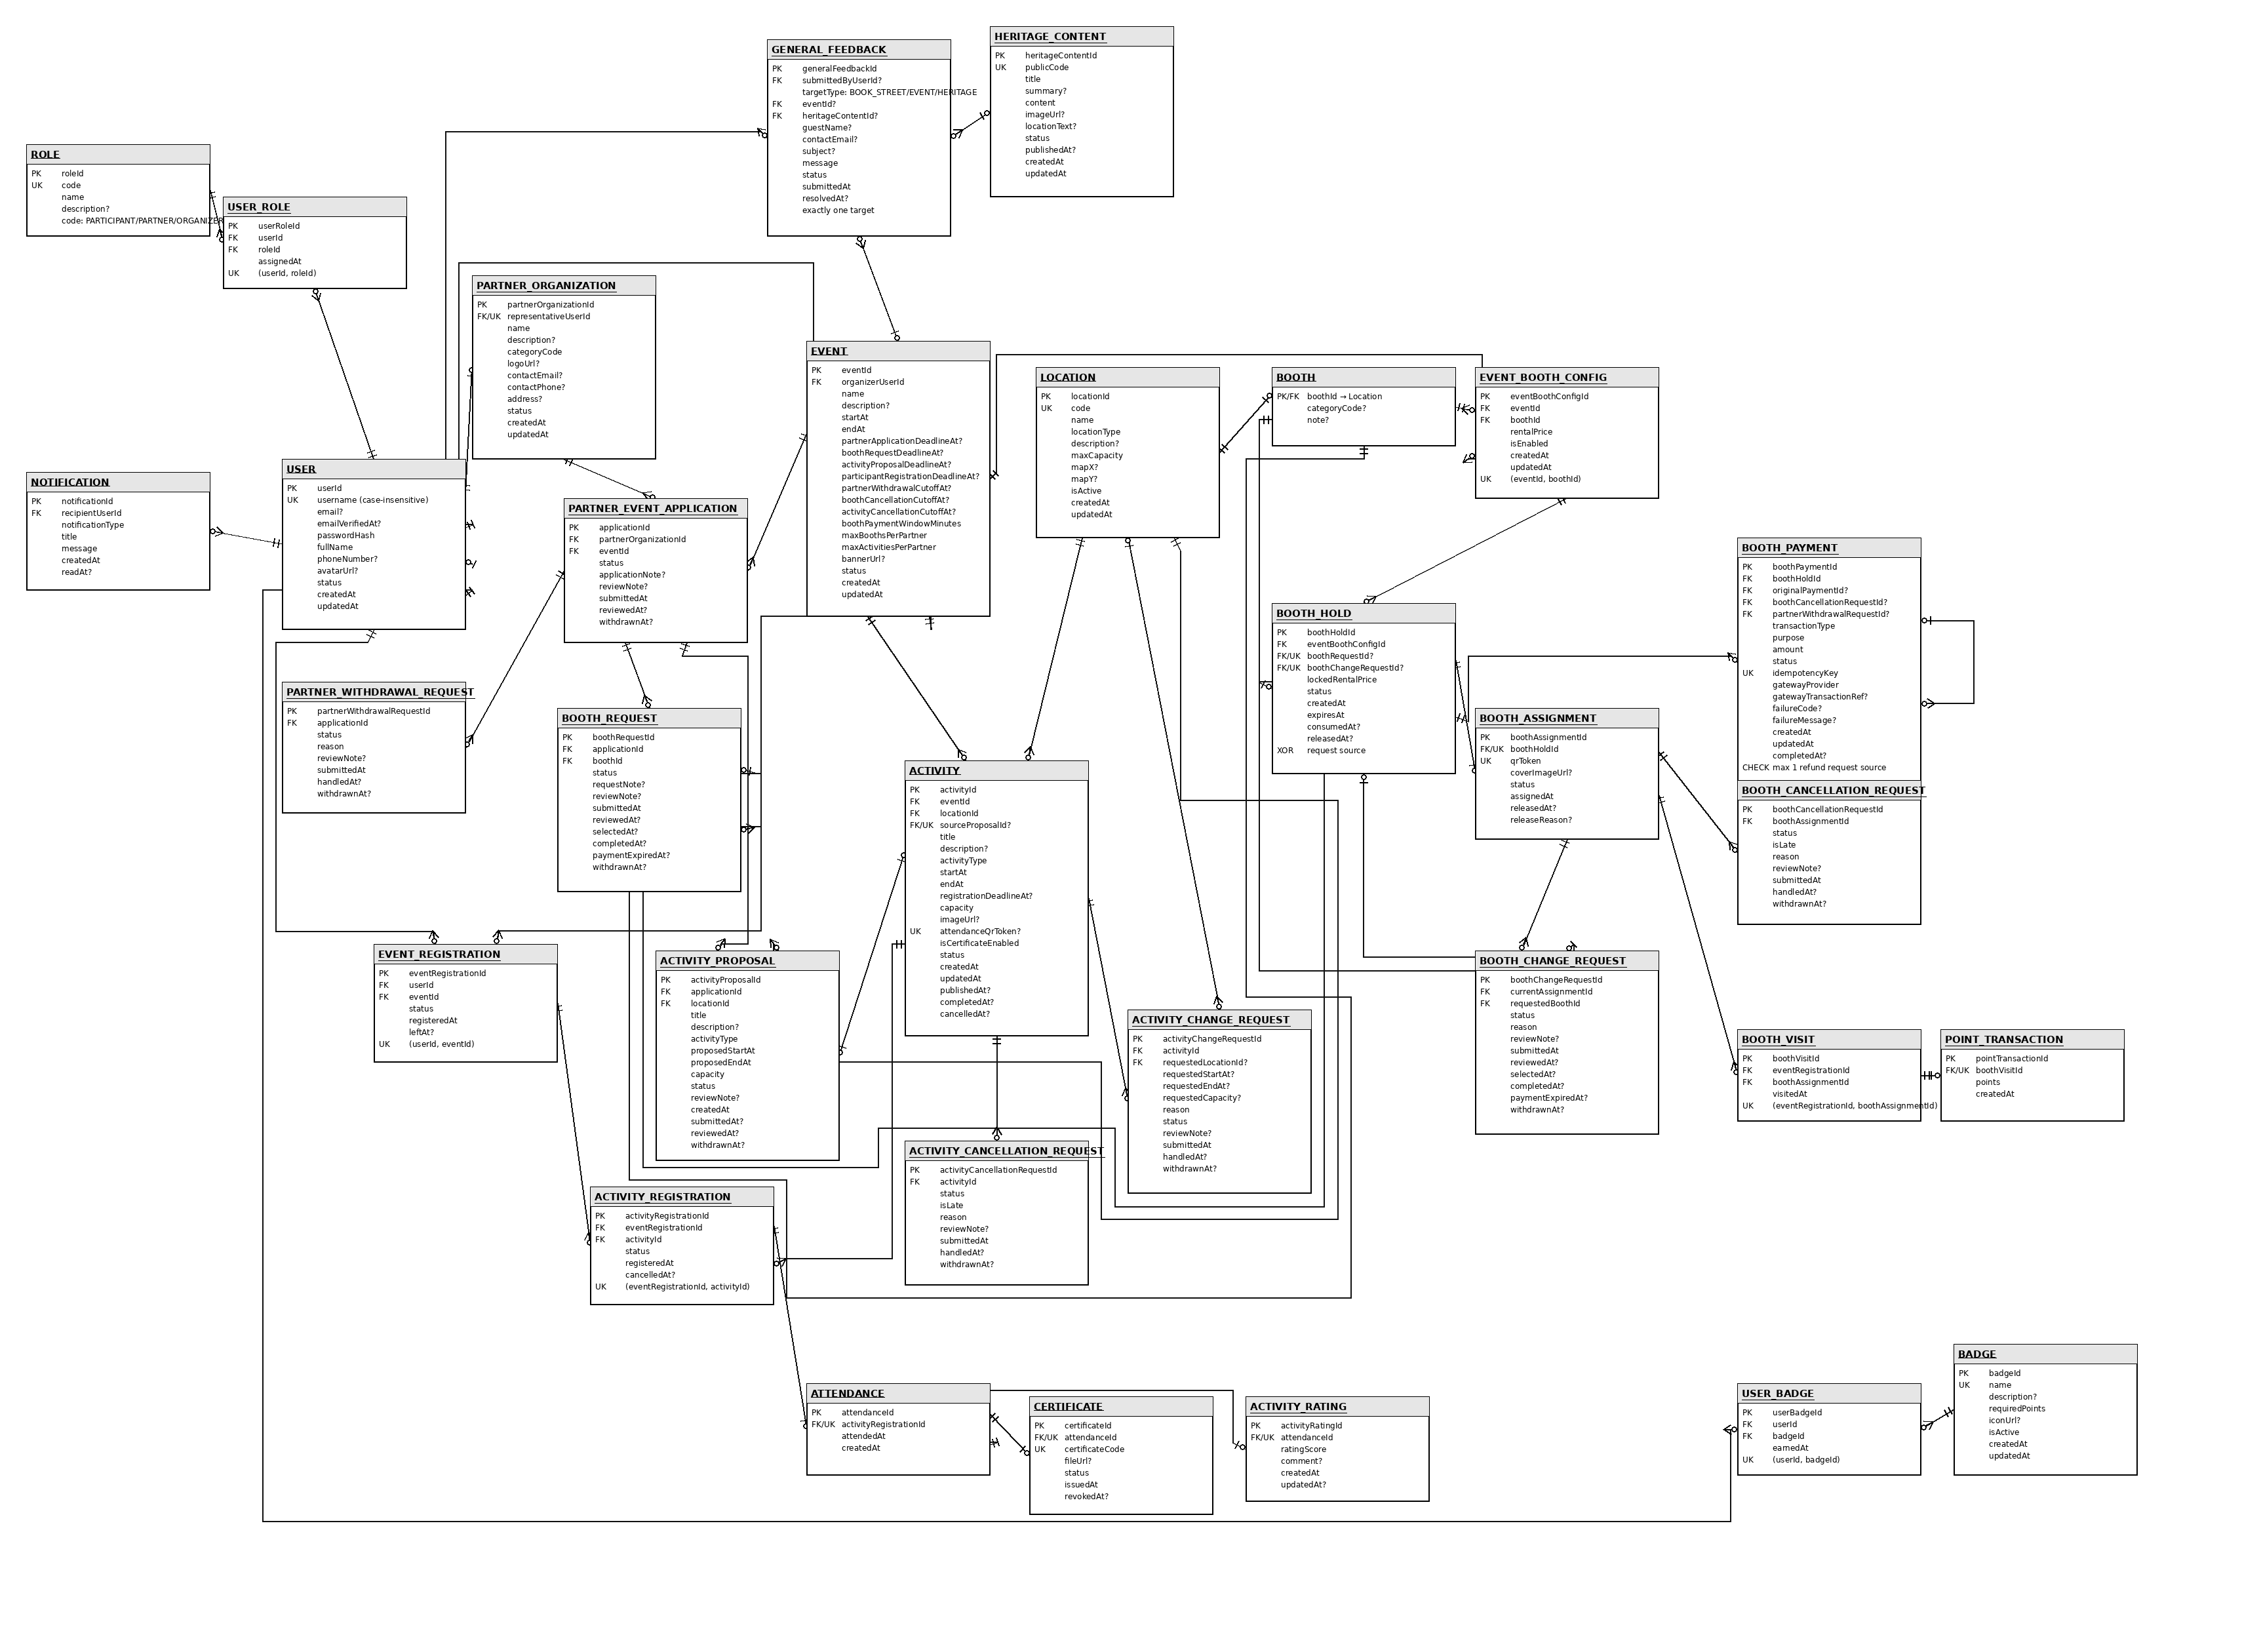 GENERAL_FEEDBACK
PK generalFeedbackId
FK submittedByUserId?
targetType: BOOK_STREET/EVENT/HERITAGE
FK eventId?
FK heritageContentId?
guestName?
contactEmail?
subject?
message
status
submittedAt
resolvedAt?
exactly one target
HERITAGE_CONTENT
PK heritageContentId
UK publicCode
title
summary?
content
imageUrl?
locationText?
status
publishedAt?
createdAt
updatedAt
ROLE
PK roleId
UK code
name
description?
code: PARTICIPANT/PARTNER/ORGANIZER
USER_ROLE
PK userRoleId
FK userId
FK roleId
assignedAt
UK (userId, roleId)
PARTNER_ORGANIZATION
PK partnerOrganizationId
FK/UK representativeUserId
name
description?
categoryCode
logoUrl?
contactEmail?
contactPhone?
address?
status
createdAt
updatedAt
EVENT
PK eventId
FK organizerUserId
name
description?
startAt
endAt
partnerApplicationDeadlineAt?
boothRequestDeadlineAt?
activityProposalDeadlineAt?
participantRegistrationDeadlineAt?
partnerWithdrawalCutoffAt?
boothCancellationCutoffAt?
activityCancellationCutoffAt?
boothPaymentWindowMinutes
maxBoothsPerPartner
maxActivitiesPerPartner
bannerUrl?
status
createdAt
updatedAt
LOCATION
PK locationId
UK code
name
locationType
description?
maxCapacity
mapX?
mapY?
isActive
createdAt
updatedAt
BOOTH
PK/FK boothId → Location
categoryCode?
note?
EVENT_BOOTH_CONFIG
PK eventBoothConfigId
FK eventId
FK boothId
rentalPrice
isEnabled
createdAt
updatedAt
UK (eventId, boothId)
NOTIFICATION
PK notificationId
FK recipientUserId
notificationType
title
message
createdAt
readAt?
USER
PK userId
UK username (case-insensitive)
email?
emailVerifiedAt?
passwordHash
fullName
phoneNumber?
avatarUrl?
status
createdAt
updatedAt
PARTNER_EVENT_APPLICATION
PK applicationId
FK partnerOrganizationId
FK eventId
status
applicationNote?
reviewNote?
submittedAt
reviewedAt?
withdrawnAt?
BOOTH_PAYMENT
PK boothPaymentId
FK boothHoldId
FK originalPaymentId?
FK boothCancellationRequestId?
FK partnerWithdrawalRequestId?
transactionType
purpose
amount
status
UK idempotencyKey
gatewayProvider
gatewayTransactionRef?
failureCode?
failureMessage?
createdAt
updatedAt
completedAt?
CHECK max 1 refund request source
BOOTH_HOLD
PK boothHoldId
FK eventBoothConfigId
FK/UK boothRequestId?
FK/UK boothChangeRequestId?
lockedRentalPrice
status
createdAt
expiresAt
consumedAt?
releasedAt?
XOR request source
PARTNER_WITHDRAWAL_REQUEST
PK partnerWithdrawalRequestId
FK applicationId
status
reason
reviewNote?
submittedAt
handledAt?
withdrawnAt?
BOOTH_REQUEST
PK boothRequestId
FK applicationId
FK boothId
status
requestNote?
reviewNote?
submittedAt
reviewedAt?
selectedAt?
completedAt?
paymentExpiredAt?
withdrawnAt?
BOOTH_ASSIGNMENT
PK boothAssignmentId
FK/UK boothHoldId
UK qrToken
coverImageUrl?
status
assignedAt
releasedAt?
releaseReason?
ACTIVITY
PK activityId
FK eventId
FK locationId
FK/UK sourceProposalId?
title
description?
activityType
startAt
endAt
registrationDeadlineAt?
capacity
imageUrl?
UK attendanceQrToken?
isCertificateEnabled
status
createdAt
updatedAt
publishedAt?
completedAt?
cancelledAt?
BOOTH_CANCELLATION_REQUEST
PK boothCancellationRequestId
FK boothAssignmentId
status
isLate
reason
reviewNote?
submittedAt
handledAt?
withdrawnAt?
EVENT_REGISTRATION
PK eventRegistrationId
FK userId
FK eventId
status
registeredAt
leftAt?
UK (userId, eventId)
ACTIVITY_PROPOSAL
PK activityProposalId
FK applicationId
FK locationId
title
description?
activityType
proposedStartAt
proposedEndAt
capacity
status
reviewNote?
createdAt
submittedAt?
reviewedAt?
withdrawnAt?
BOOTH_CHANGE_REQUEST
PK boothChangeRequestId
FK currentAssignmentId
FK requestedBoothId
status
reason
reviewNote?
submittedAt
reviewedAt?
selectedAt?
completedAt?
paymentExpiredAt?
withdrawnAt?
ACTIVITY_CHANGE_REQUEST
PK activityChangeRequestId
FK activityId
FK requestedLocationId?
requestedStartAt?
requestedEndAt?
requestedCapacity?
reason
status
reviewNote?
submittedAt
handledAt?
withdrawnAt?
BOOTH_VISIT
PK boothVisitId
FK eventRegistrationId
FK boothAssignmentId
visitedAt
UK (eventRegistrationId, boothAssignmentId)
POINT_TRANSACTION
PK pointTransactionId
FK/UK boothVisitId
points
createdAt
ACTIVITY_CANCELLATION_REQUEST
PK activityCancellationRequestId
FK activityId
status
isLate
reason
reviewNote?
submittedAt
handledAt?
withdrawnAt?
ACTIVITY_REGISTRATION
PK activityRegistrationId
FK eventRegistrationId
FK activityId
status
registeredAt
cancelledAt?
UK (eventRegistrationId, activityId)
ATTENDANCE
PK attendanceId
FK/UK activityRegistrationId
attendedAt
createdAt
CERTIFICATE
PK certificateId
FK/UK attendanceId
UK certificateCode
fileUrl?
status
issuedAt
revokedAt?
ACTIVITY_RATING
PK activityRatingId
FK/UK attendanceId
ratingScore
comment?
createdAt
updatedAt?
USER_BADGE
PK userBadgeId
FK userId
FK badgeId
earnedAt
UK (userId, badgeId)
BADGE
PK badgeId
UK name
description?
requiredPoints
iconUrl?
isActive
createdAt
updatedAt